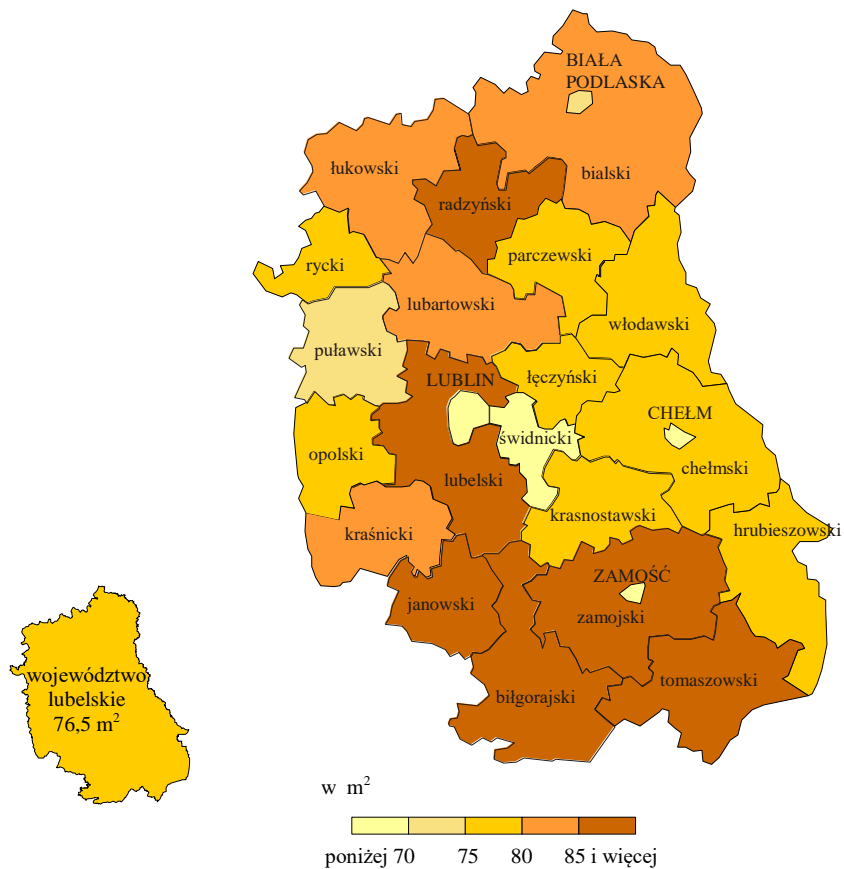 BIAŁA
PODLASKA
łukowski
bialski
radzyński
parczewski
rycki
lubartowski
włodawski
puławski
łęczyński
LUBLIN
CHEŁM
świdnicki
opolski
chełmski
lubelski
krasnostawski
hrubieszowski
kraśnicki
ZAMOŚĆ
janowski
zamojski
województwo
lubelskie
76,5 m²
tomaszowski
biłgorajski
w m²
poniżej 70 75 80 85 i więcej